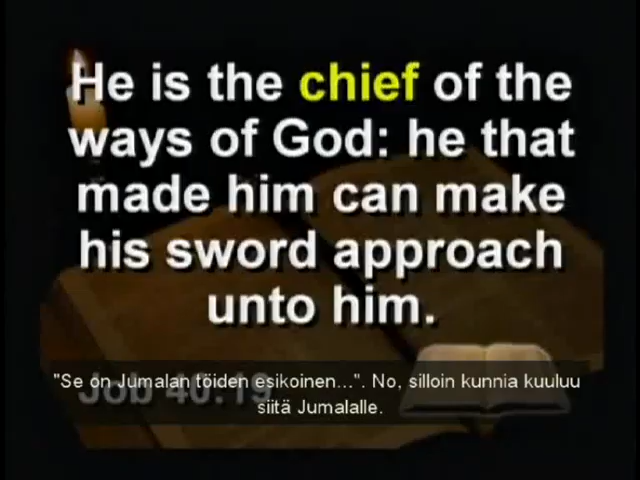 He is the chief of the
ways of God: he that
made him can make
his sword approach
unto him.
Job 40:19
"Se on Jumalan töiden esikoinen...". No, silloin kunnia kuuluu
siitä Jumalalle.